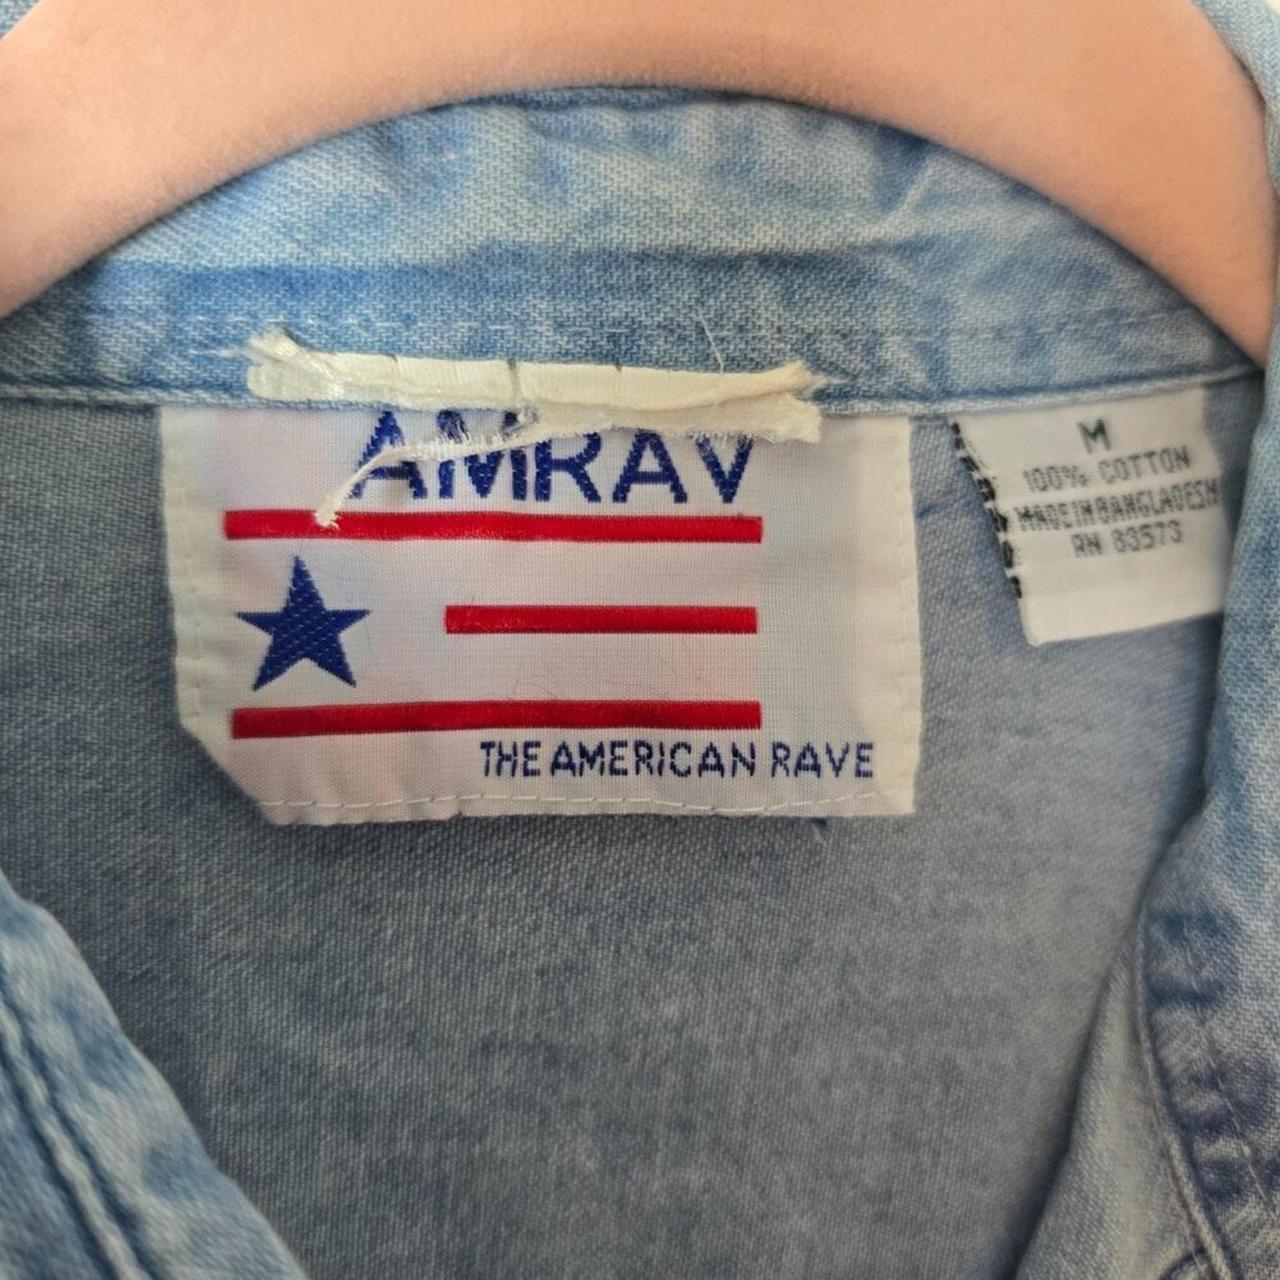 AMRAV
THE AMERICAN RAVE
M
100% COTTON
MADE IN BANGLADESH
RN 83573